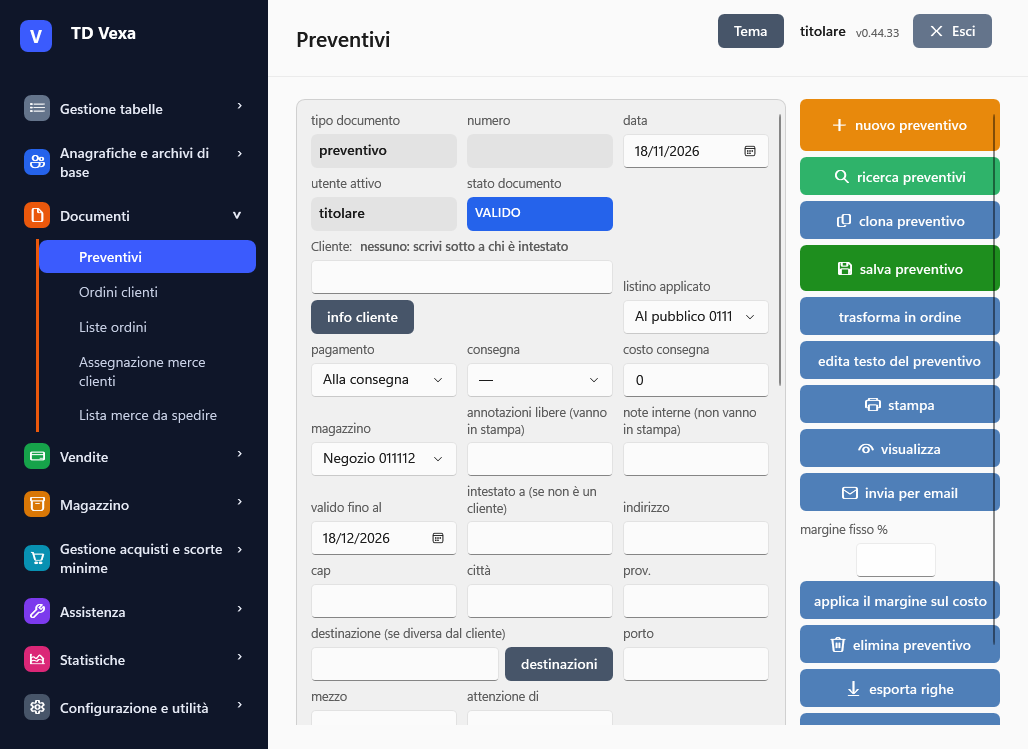 V
TD Vexa
Gestione tabelle
Anagrafiche e archivi di
base
Documenti
Preventivi
Ordini clienti
Liste ordini
Assegnazione merce
clienti
Lista merce da spedire
Vendite
Magazzino
Gestione acquisti e scorte
minime
Assistenza
Statistiche
Configurazione e utilità
Preventivi
Tema
titolare
v0.44.33
Esci
tipo documento
numero
data
preventivo
18/11/2026
utente attivo
stato documento
titolare
VALIDO
Cliente: nessuno: scrivi sotto a chi è intestato
listino applicato
info cliente
Al pubblico 0111
pagamento
consegna
costo consegna
Alla consegna
—
0
magazzino
annotazioni libere (vanno
in stampa)
note interne (non vanno
in stampa)
Negozio 011112
valido fino al
intestato a (se non è un
cliente)
indirizzo
18/12/2026
cap
città
prov.
destinazione (se diversa dal cliente)
porto
destinazioni
mezzo
attenzione di
nuovo preventivo
ricerca preventivi
clona preventivo
salva preventivo
trasforma in ordine
edita testo del preventivo
stampa
visualizza
invia per email
margine fisso %
applica il margine sul costo
elimina preventivo
esporta righe